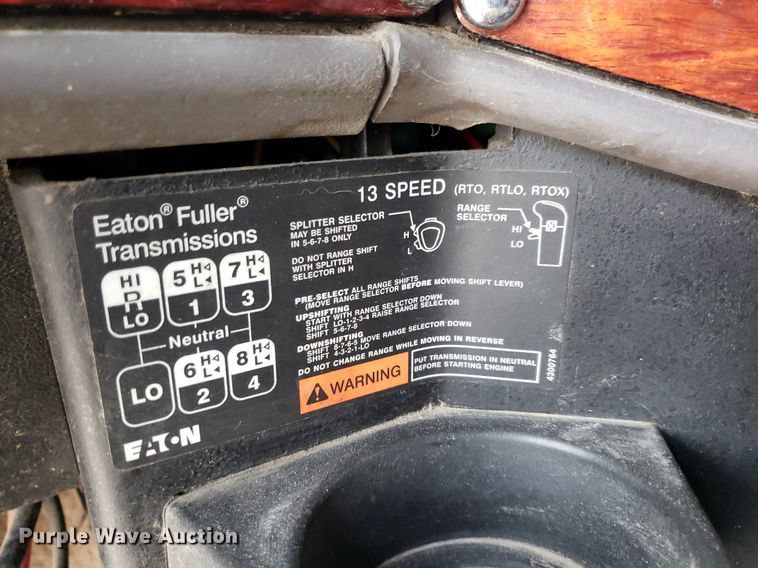 13 SPEED (RTO, RTLO, RTOX)
Eaton® Fuller®
Transmissions
HI
R
LO
5 H
L
1
7 H
L
3
Neutral
LO
6 H
L
2
8 H
L
4
EATON
SPLITTER SELECTOR
MAY BE SHIFTED
IN 5-6-7-8 ONLY
DO NOT RANGE SHIFT
WITH SPLITTER
SELECTOR IN H
H
L
RANGE
SELECTOR
HI
LO
PRE-SELECT ALL RANGE SHIFTS
(MOVE RANGE SELECTOR BEFORE MOVING SHIFT LEVER)
UPSHIFTING
START WITH RANGE SELECTOR DOWN
SHIFT LO-1-2-3-4 RAISE RANGE SELECTOR
SHIFT 5-6-7-8
DOWNSHIFTING
SHIFT 8-7-6-5 MOVE RANGE SELECTOR DOWN
SHIFT 4-3-2-1-LO
DO NOT CHANGE RANGE WHILE MOVING IN REVERSE
WARNING
PUT TRANSMISSION IN NEUTRAL
BEFORE STARTING ENGINE
4300764
Purple Wave Auction